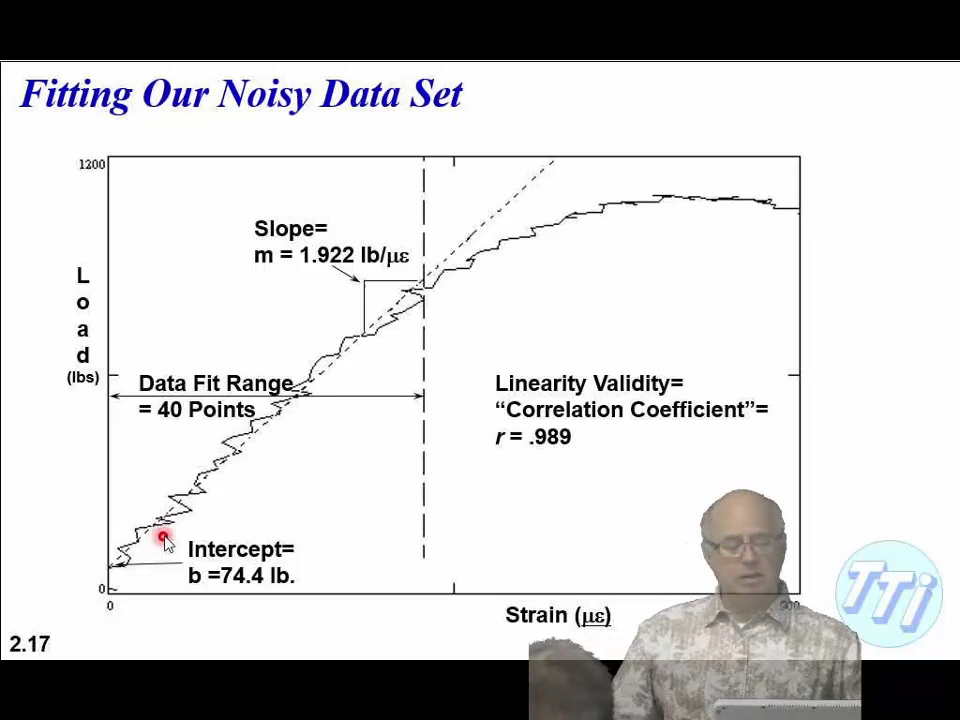 Fitting Our Noisy Data Set
1200
Slope=
m = 1.922 lb/με
L
o
a
d
(lbs)
Data Fit Range
= 40 Points
Linearity Validity=
“Correlation Coefficient”=
r = .989
Intercept=
b =74.4 lb.
0
0
900
Strain (με)
TTi
2.17